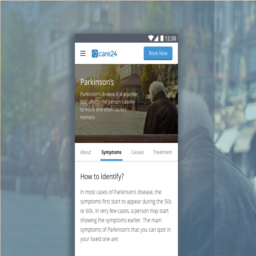 12:30
care24
Book Now
Parkinson's
Parkinson's disease is a disorder
that affects the person's ability
to move and often causes
tremors.
About Symptoms Causes Treatment
How to Identify?
In most cases of Parkinson's disease, the
symptoms first start to appear during the 50s
or 60s. In very few cases, a person may start
showing the symptoms earlier. The main
symptoms of Parkinson's that you can spot in
your loved one are: